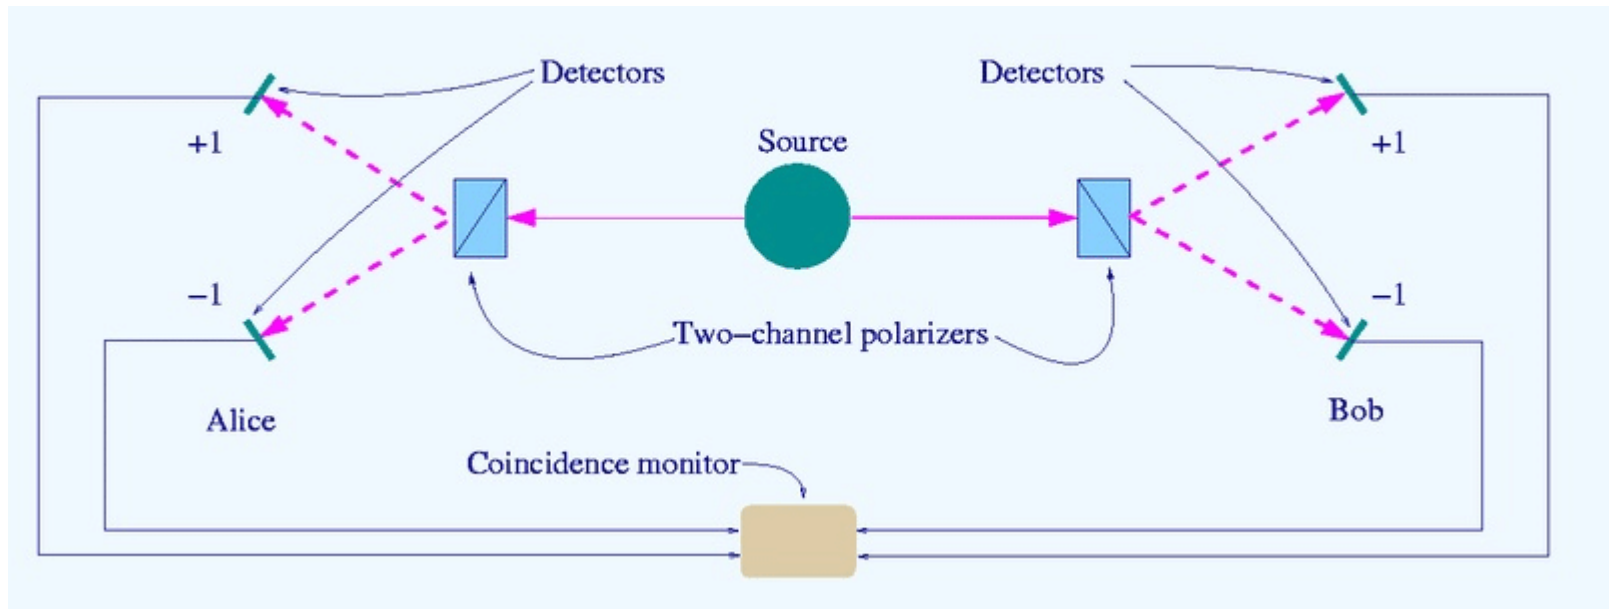 Detectors
Detectors
Source
+1
+1
−1
−1
Two−channel polarizers
Alice
Bob
Coincidence monitor